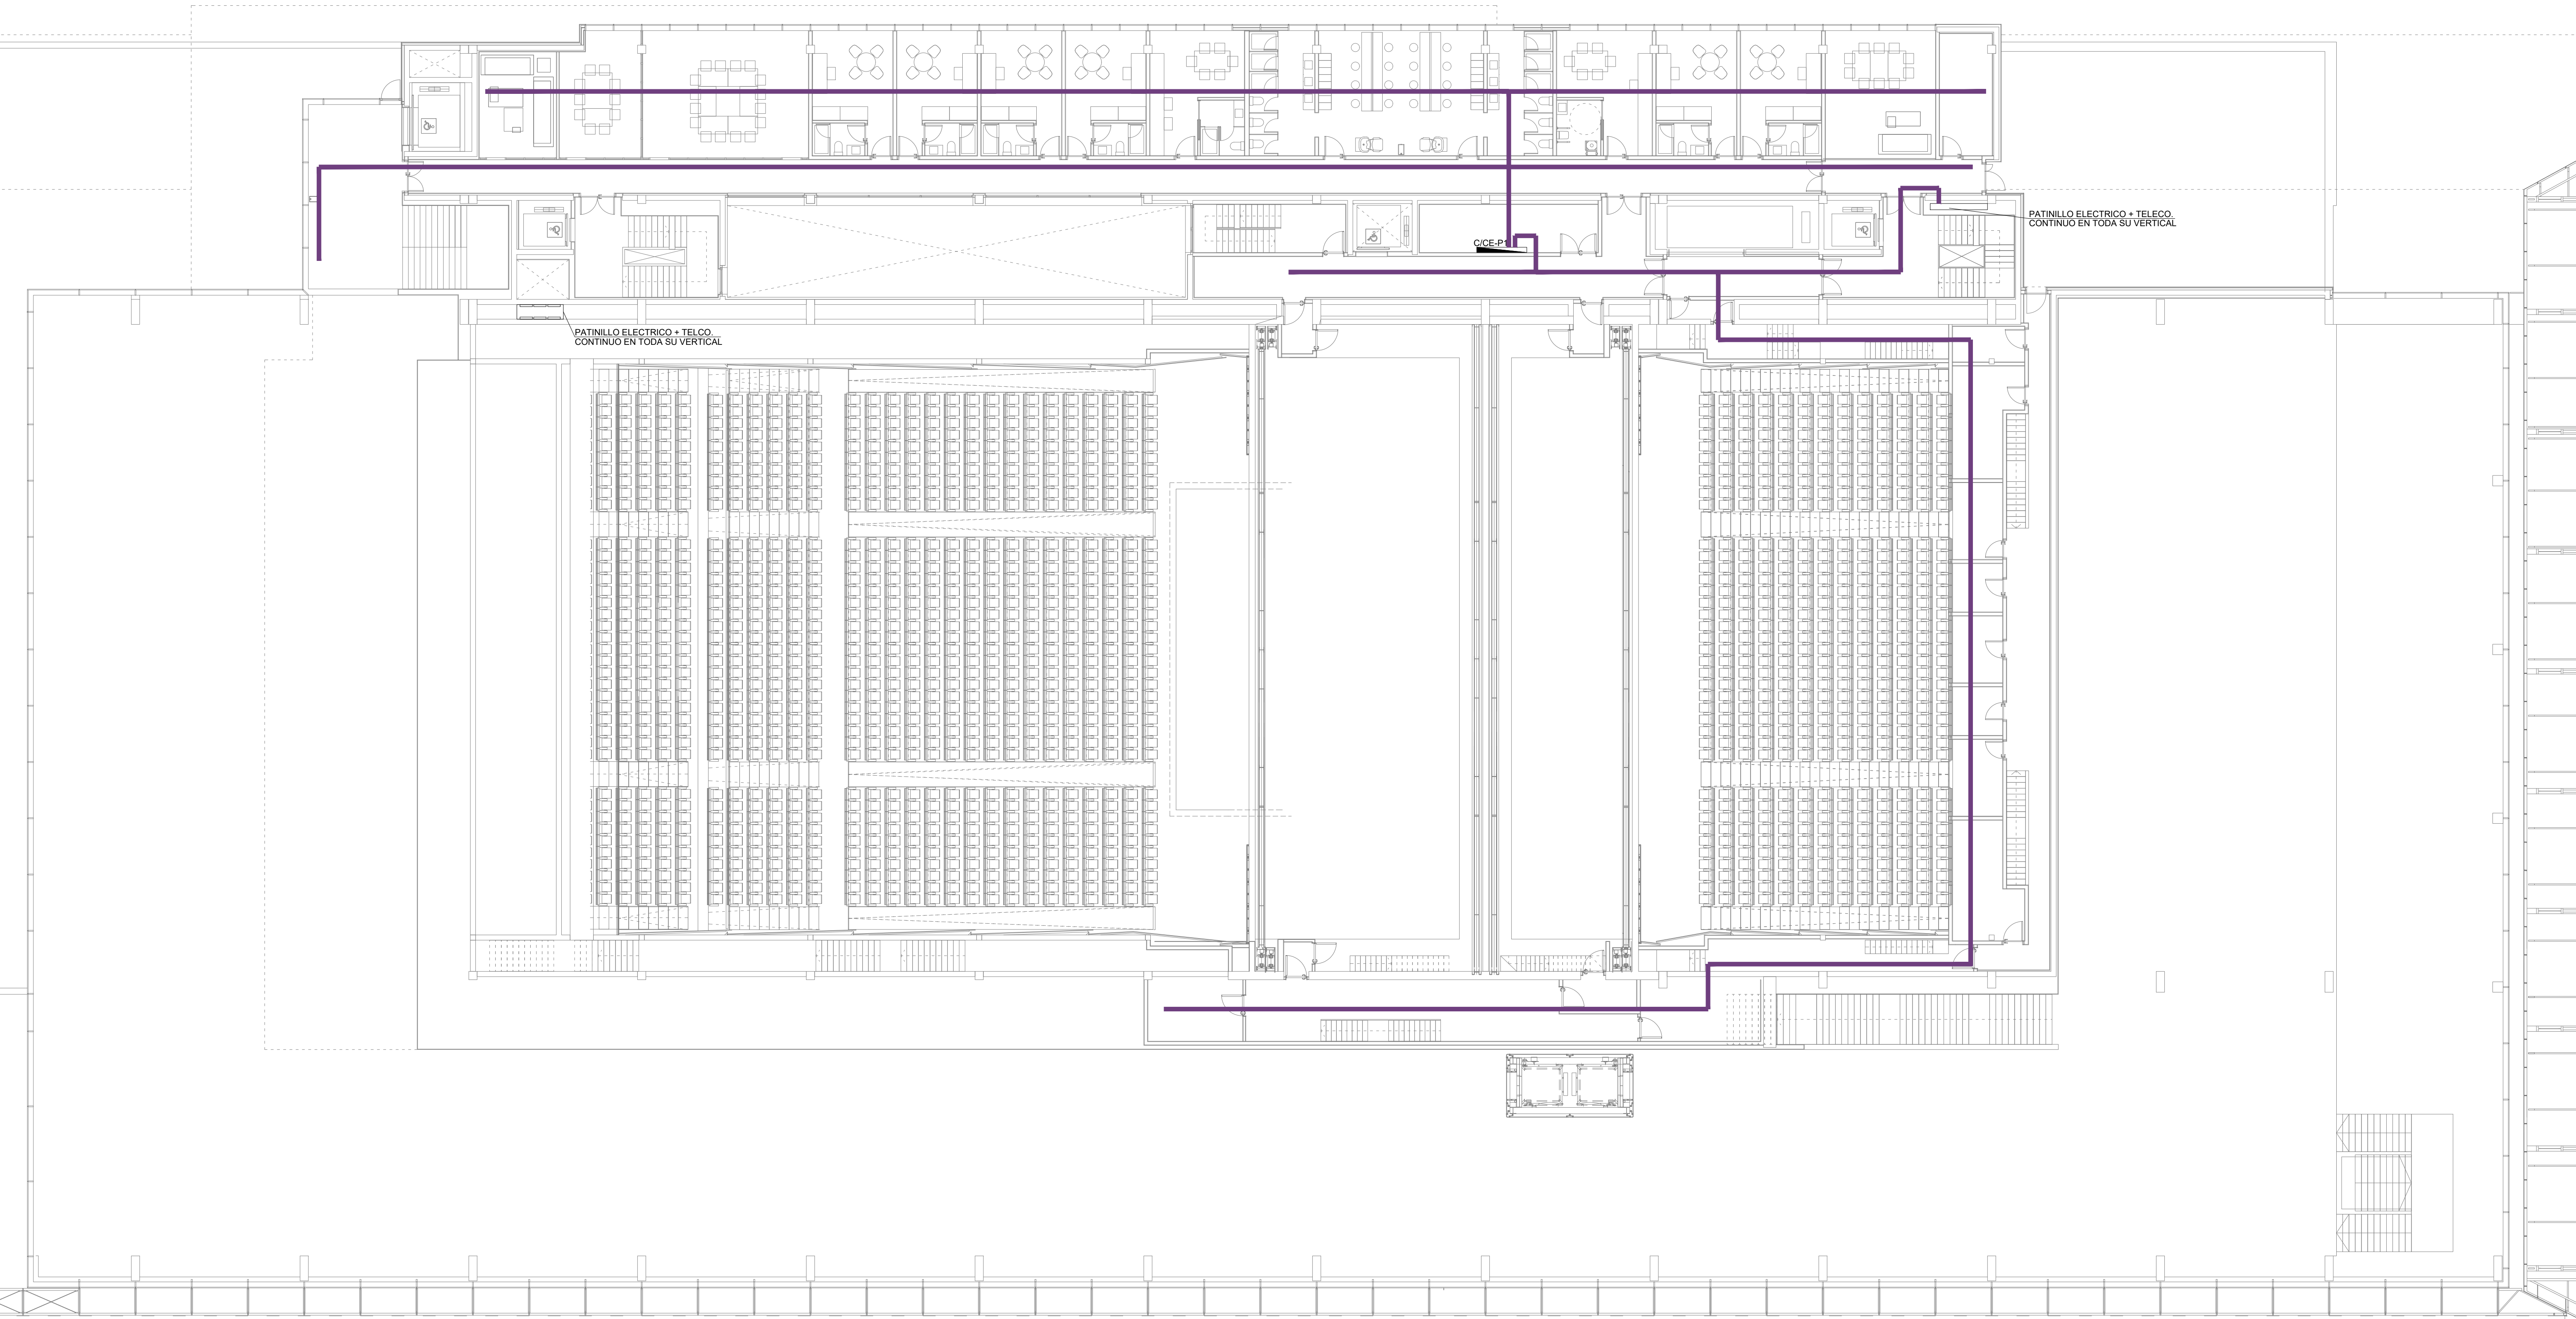 PATINILLO ELECTRICO + TELECO.
CONTINUO EN TODA SU VERTICAL
C/CE-P1
PATINILLO ELECTRICO + TELCO.
CONTINUO EN TODA SU VERTICAL